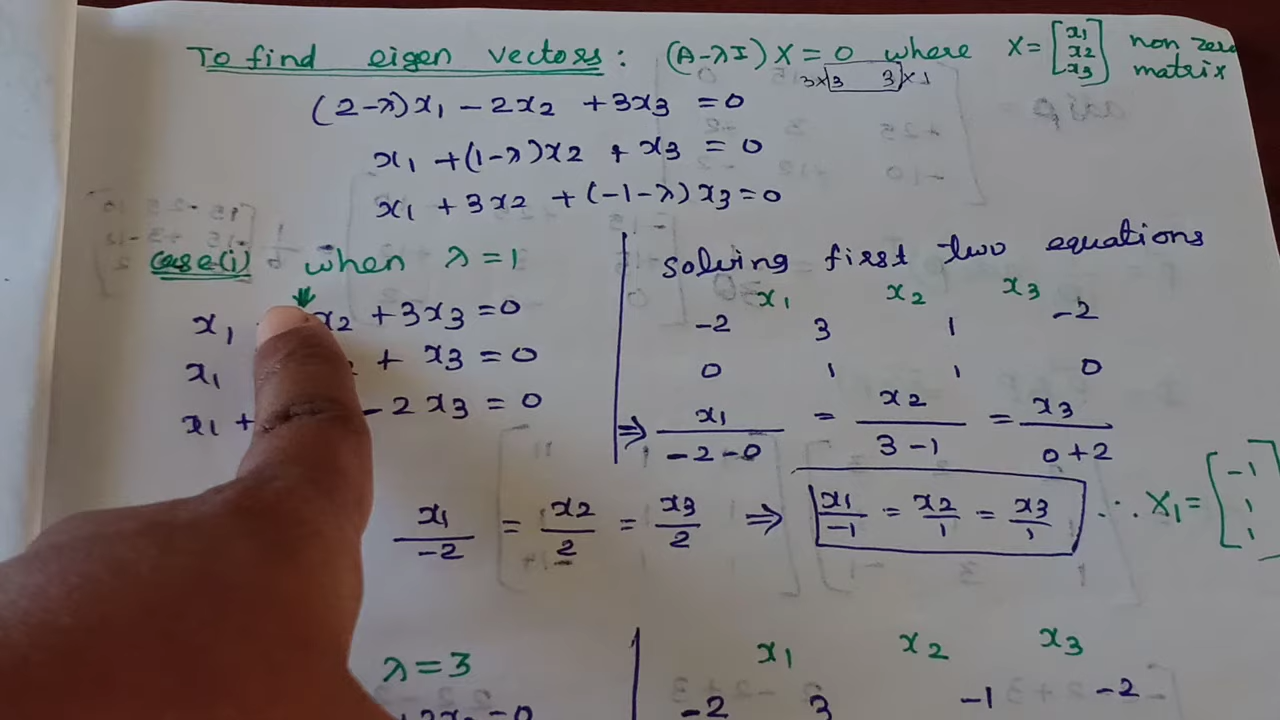 To find eigen vectors : (A-λI) X = 0 where X = [x1 x2 x3] non zero matrix
3×3 3×1
(2-λ)x1 - 2x2 + 3x3 = 0
x1 + (1-λ)x2 + x3 = 0
x1 + 3x2 + (-1-λ) x3 = 0
case(i) when λ = 1
x1 x2 + 3x3 = 0
x1 + x3 = 0
x1 + - 2x3 = 0
solving first two equations
x1 x2 x3
-2 3 1 -2
0 1 1 0
⇒ x1/-2-0 = x2/3-1 = x3/0+2
x1/-2 = x2/2 = x3/2 ⇒ x1/-1 = x2/1 = x3/1 ∴ X1 = [-1 1 1]
λ = 3
x1 x2 x3
-2 3 -1 -2